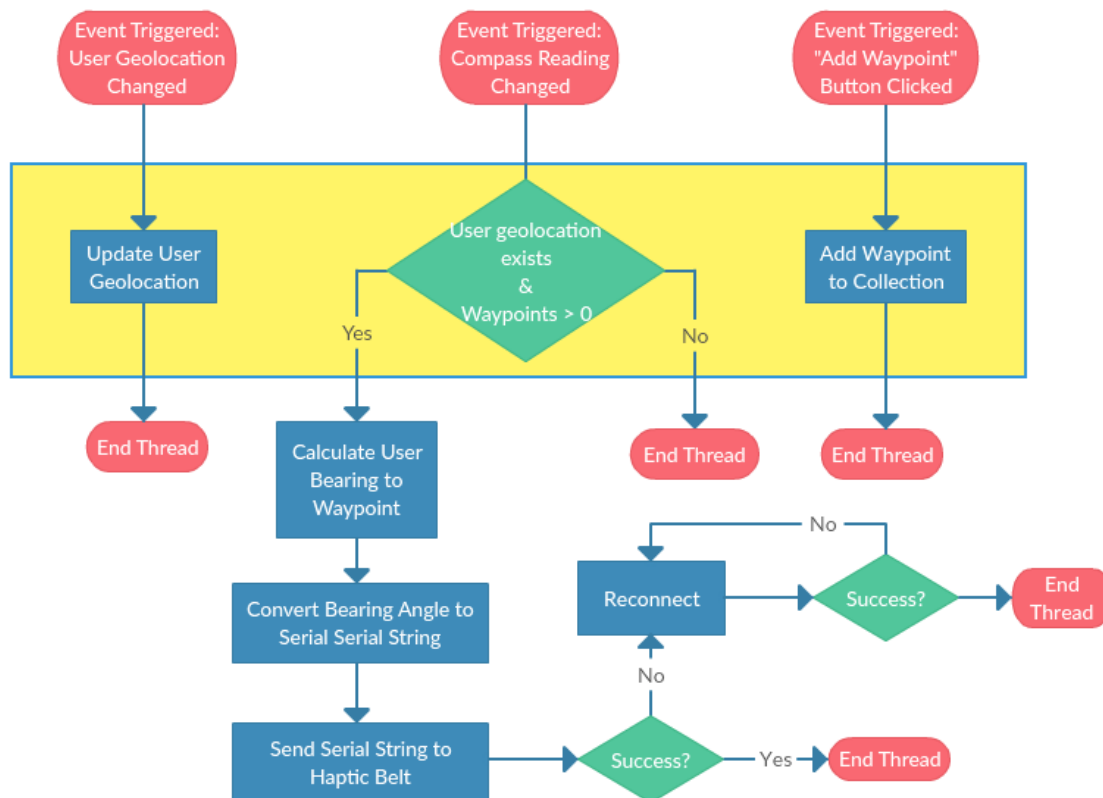 Event Triggered:
User Geolocation
Changed
Event Triggered:
Compass Reading
Changed
Event Triggered:
"Add Waypoint"
Button Clicked
Update User
Geolocation
User geolocation
exists
&
Waypoints > 0
Add Waypoint
to Collection
Yes
No
End Thread
Calculate User
Bearing to
Waypoint
End Thread
End Thread
No
Reconnect
Success?
End
Thread
Convert Bearing Angle to
Serial Serial String
No
Send Serial String to
Haptic Belt
Success?
Yes
End Thread